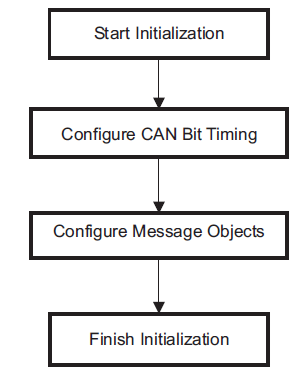 Start Initialization
Configure CAN Bit Timing
Configure Message Objects
Finish Initialization